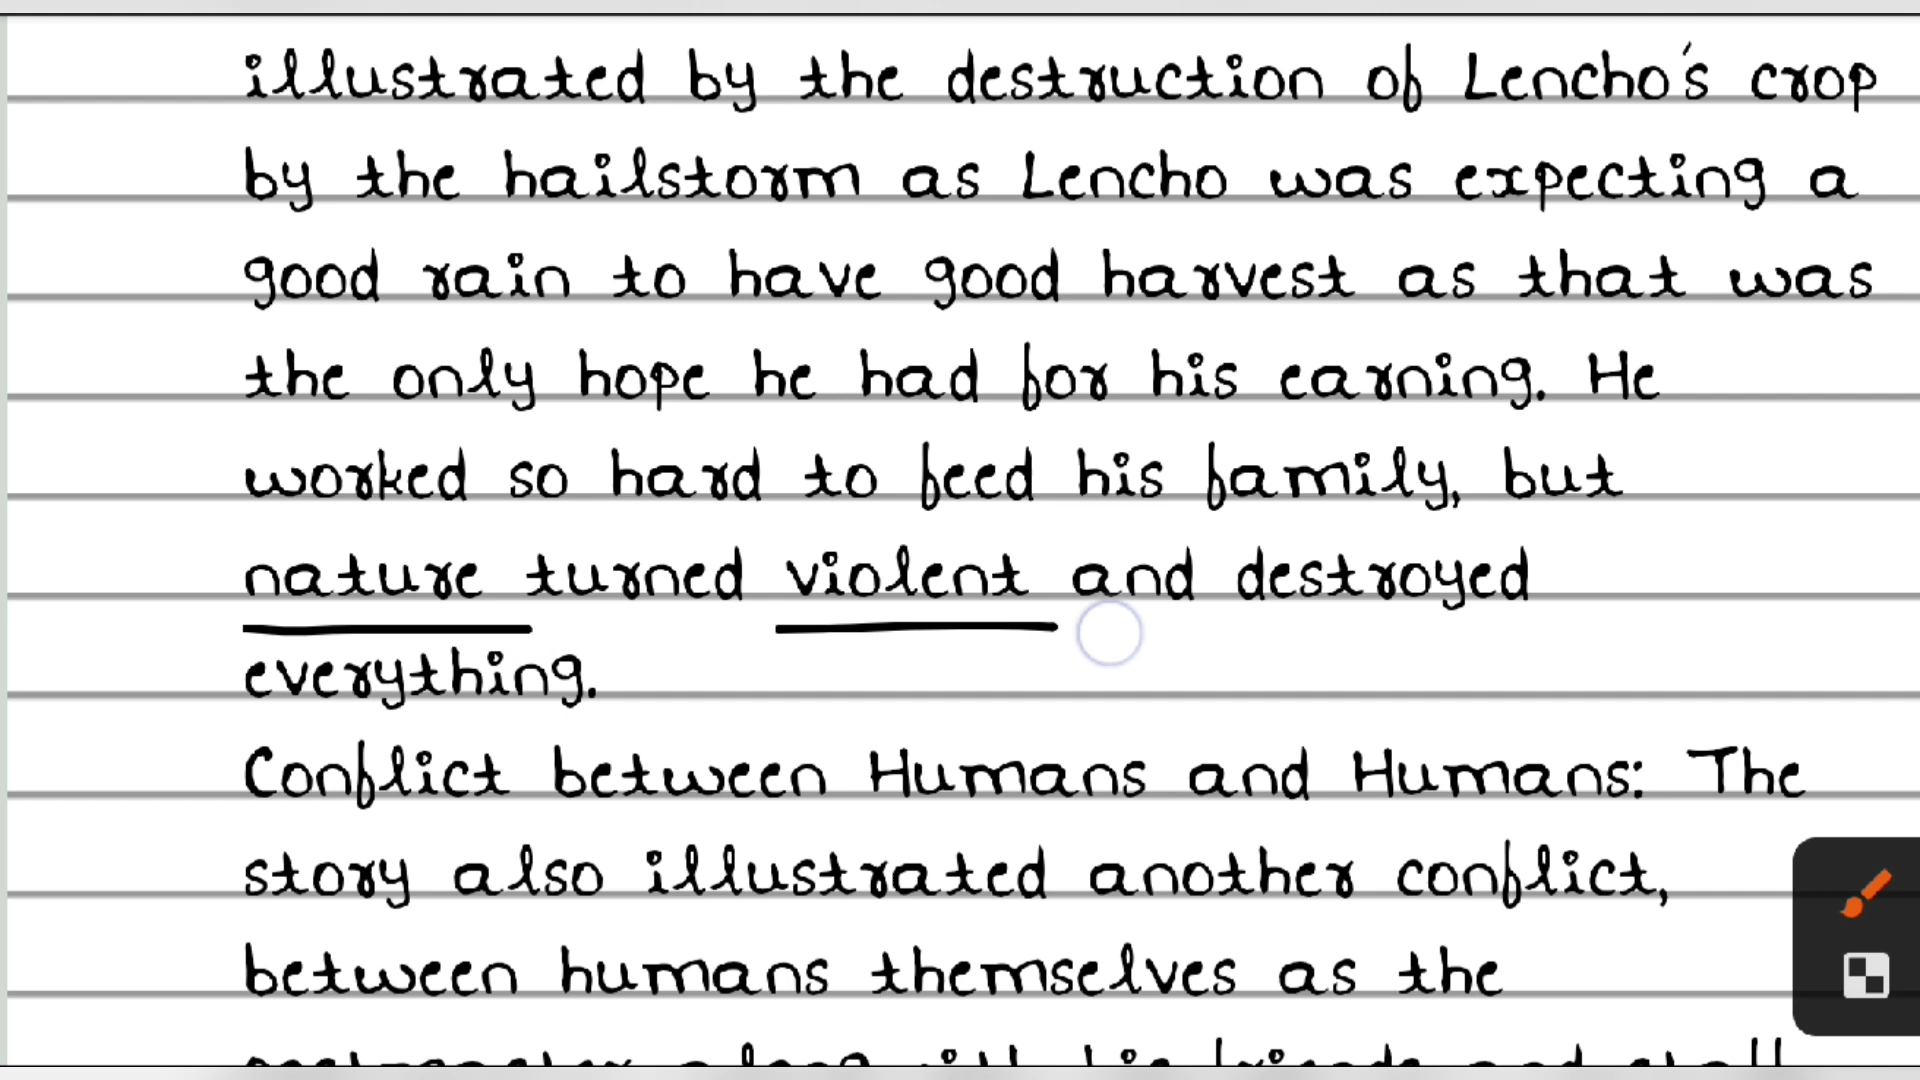 illustrated by the destruction of Lencho's crop
by the hailstorm as Lencho was expecting a
good rain to have good harvest as that was
the only hope he had for his earning. He
worked so hard to feed his family, but
nature turned violent and destroyed
everything.
Conflict between Humans and Humans: The
story also illustrated another conflict,
between humans themselves as the